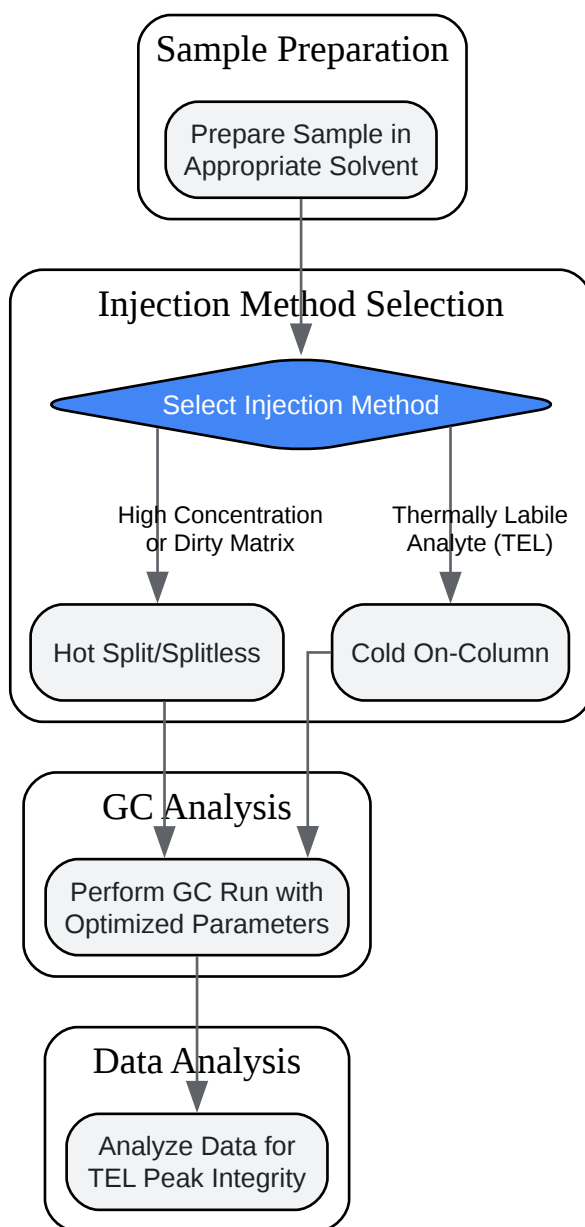 Sample Preparation
Prepare Sample in
Appropriate Solvent
Injection Method Selection
Select Injection Method
High Concentration
or Dirty Matrix
Thermally Labile
Analyte (TEL)
Hot Split/Splitless
Cold On-Column
GC Analysis
Perform GC Run with
Optimized Parameters
Data Analysis
Analyze Data for
TEL Peak Integrity